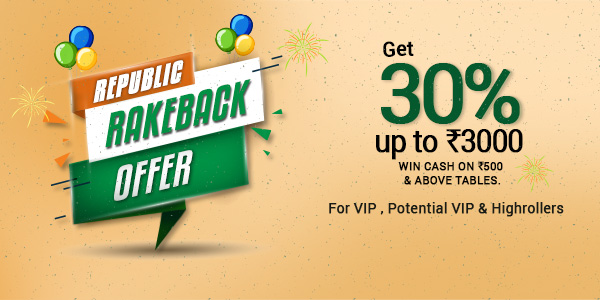 REPUBLIC
RAKEBACK
OFFER
Get
30%
up to ₹3000
WIN CASH ON ₹500
& ABOVE TABLES.
For VIP , Potential VIP & Highrollers